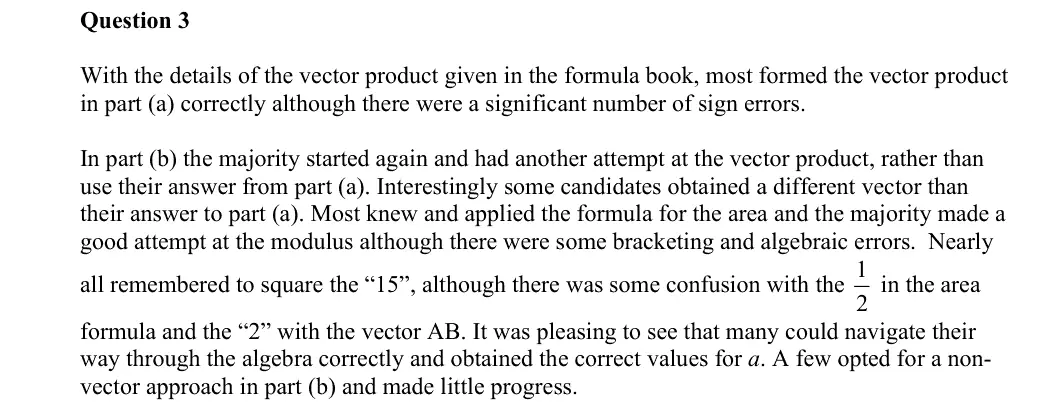 Question 3
With the details of the vector product given in the formula book, most formed the vector product
in part (a) correctly although there were a significant number of sign errors.
In part (b) the majority started again and had another attempt at the vector product, rather than
use their answer from part (a). Interestingly some candidates obtained a different vector than
their answer to part (a). Most knew and applied the formula for the area and the majority made a
good attempt at the modulus although there were some bracketing and algebraic errors.  Nearly
all remembered to square the “15”, although there was some confusion with the 1/2 in the area
formula and the “2” with the vector AB. It was pleasing to see that many could navigate their
way through the algebra correctly and obtained the correct values for a. A few opted for a non-
vector approach in part (b) and made little progress.